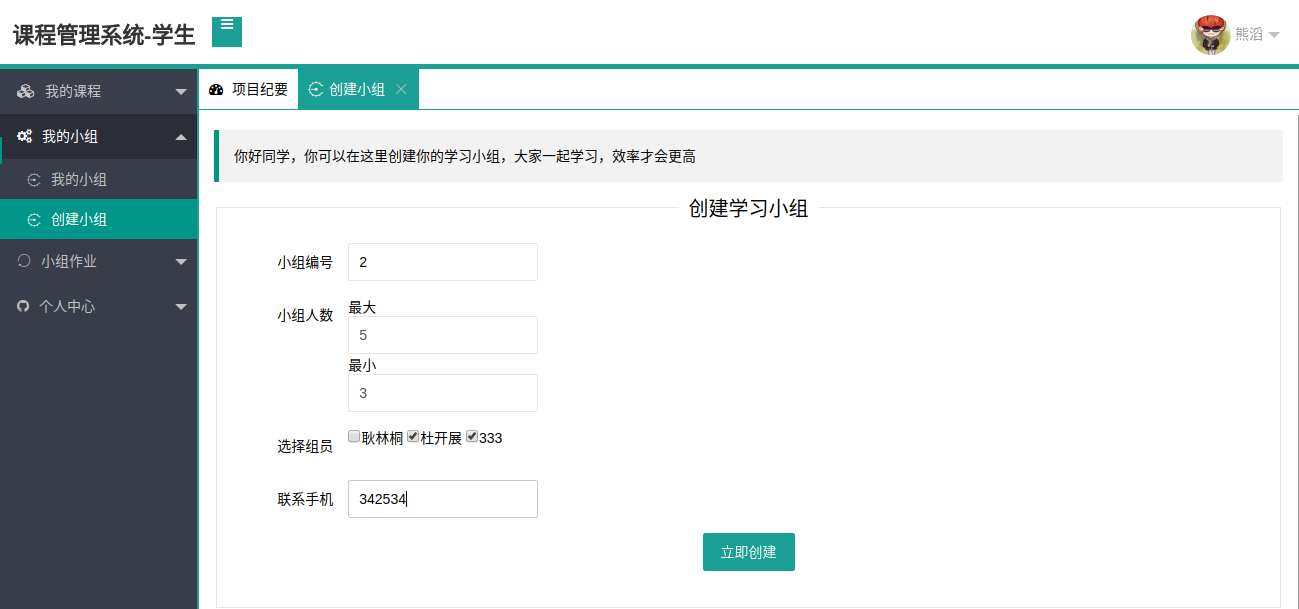 课程管理系统-学生
熊滔
我的课程
我的小组
我的小组
创建小组
小组作业
个人中心
项目纪要
创建小组
你好同学，你可以在这里创建你的学习小组，大家一起学习，效率才会更高
创建学习小组
小组编号 2
小组人数 最大
5
最小
3
选择组员 耿林桐 杜开展 333
联系手机 342534
立即创建